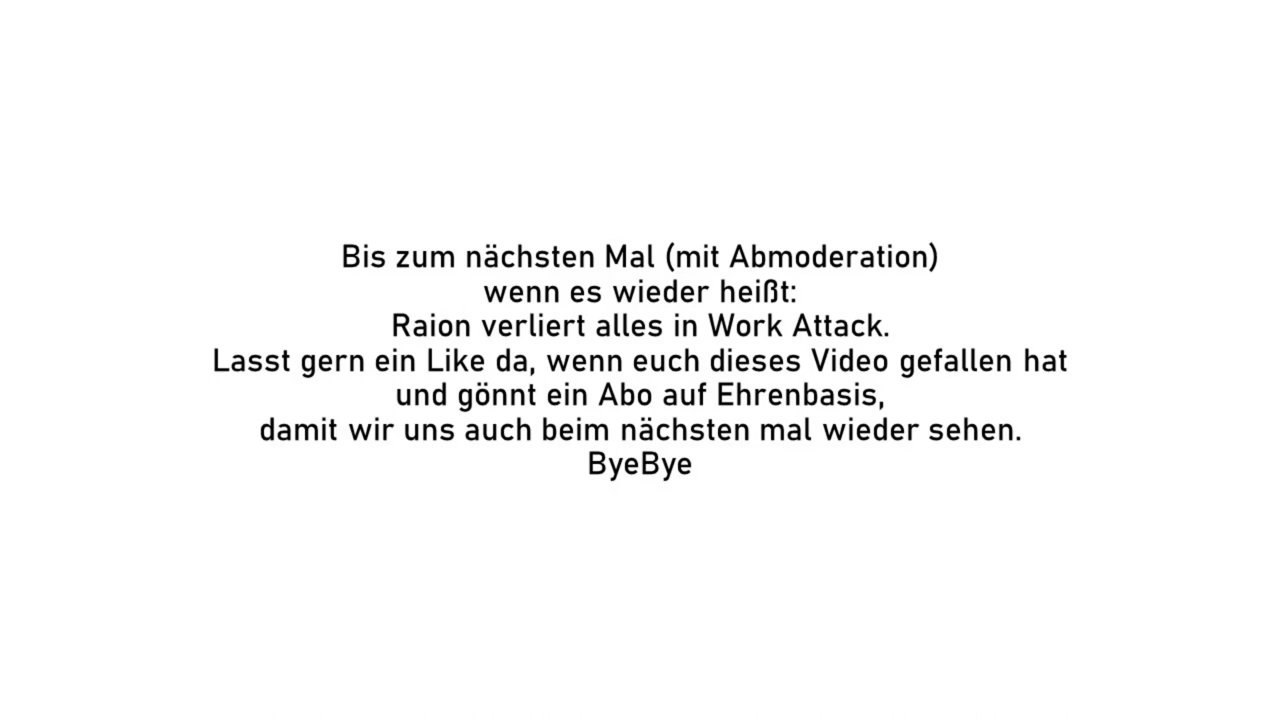 Bis zum nächsten Mal (mit Abmoderation)
wenn es wieder heißt:
Raion verliert alles in Work Attack.
Lasst gern ein Like da, wenn euch dieses Video gefallen hat
und gönnt ein Abo auf Ehrenbasis,
damit wir uns auch beim nächsten mal wieder sehen.
ByeBye